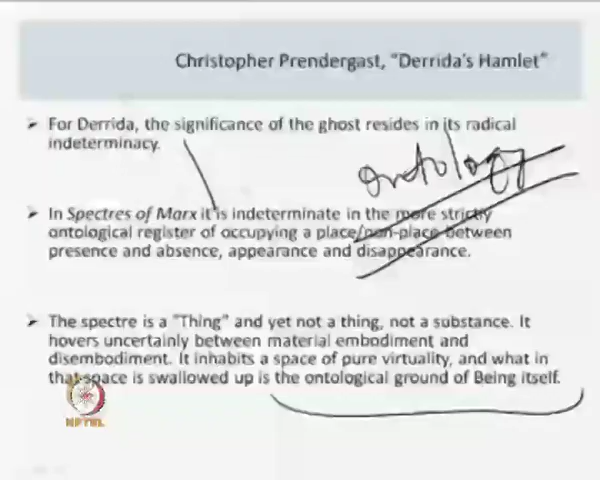 Christopher Prendergast, "Derrida's Hamlet"
For Derrida, the significance of the ghost resides in its radical
indeterminacy.
ontology
In Spectres of Marx it is indeterminate in the more strictly
ontological register of occupying a place/non-place between
presence and absence, appearance and disappearance.
The spectre is a "Thing" and yet not a thing, not a substance. It
hovers uncertainly between material embodiment and
disembodiment. It inhabits a space of pure virtuality, and what in
that space is swallowed up is the ontological ground of Being itself.
NPTEL